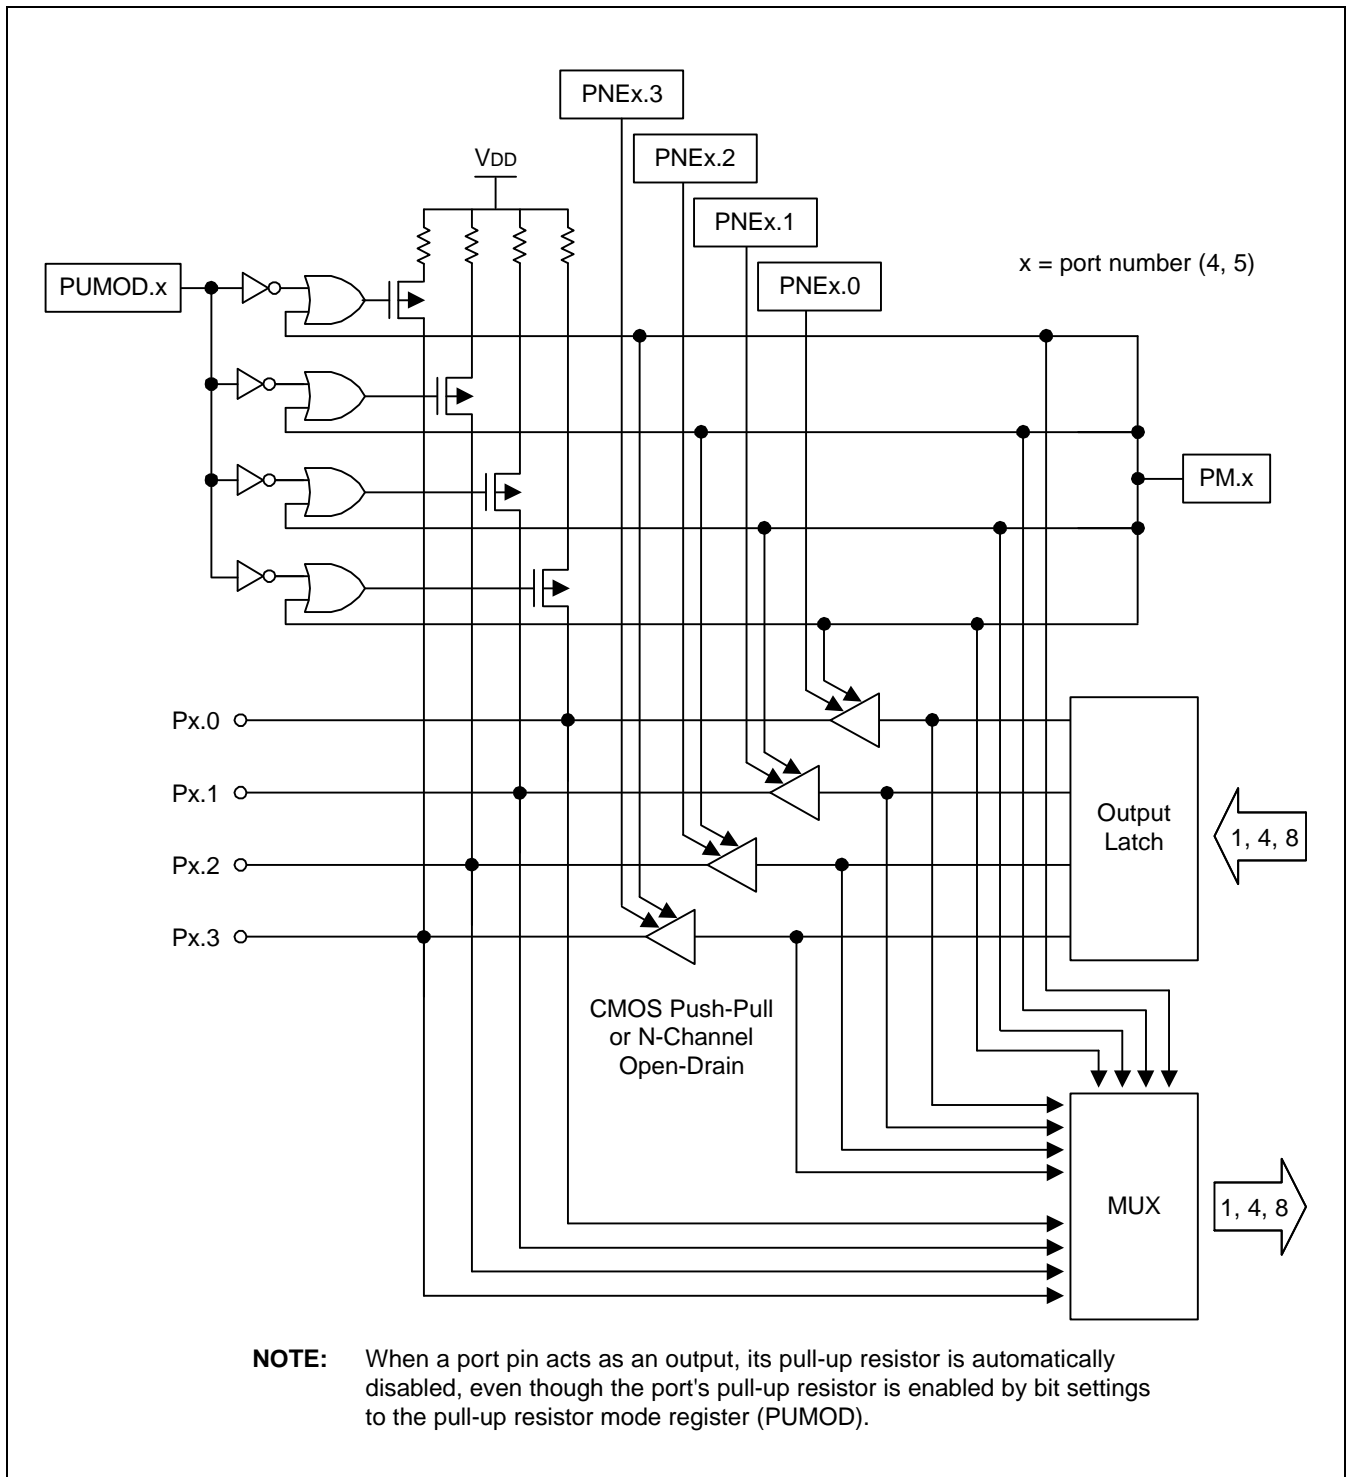 PNEx.3
PNEx.2
VDD
PNEx.1
x = port number (4, 5)
PUMOD.x
PNEx.0
PM.x
Px.0
Px.1
Output
Latch
1, 4, 8
Px.2
Px.3
CMOS Push-Pull
or N-Channel
Open-Drain
MUX
1, 4, 8
NOTE: When a port pin acts as an output, its pull-up resistor is automatically
disabled, even though the port's pull-up resistor is enabled by bit settings
to the pull-up resistor mode register (PUMOD).